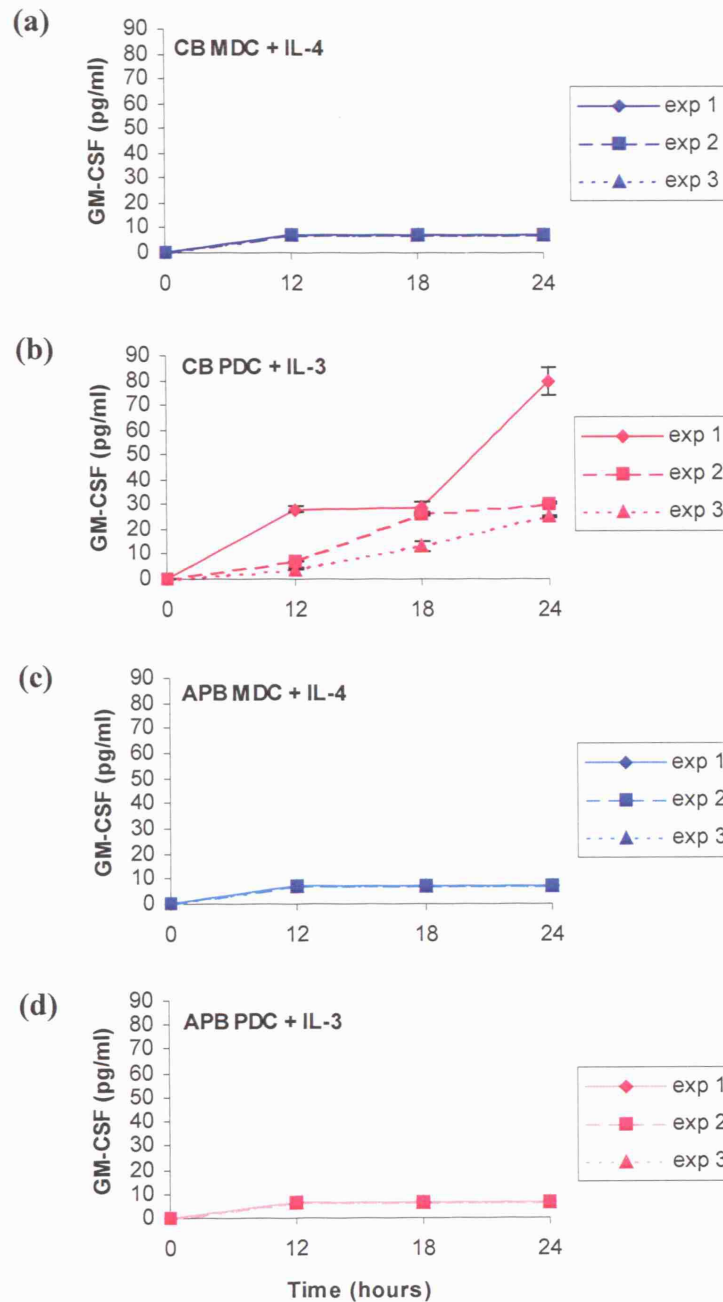 (a)
CB MDC + IL-4
GM-CSF (pg/ml)
90
80
70
60
50
40
30
20
10
0
0 12 18 24
exp 1
exp 2
exp 3
(b)
CB PDC + IL-3
GM-CSF (pg/ml)
90
80
70
60
50
40
30
20
10
0
0 12 18 24
exp 1
exp 2
exp 3
(c)
APB MDC + IL-4
GM-CSF (pg/ml)
90
80
70
60
50
40
30
20
10
0
0 12 18 24
exp 1
exp 2
exp 3
(d)
APB PDC + IL-3
GM-CSF (pg/ml)
90
80
70
60
50
40
30
20
10
0
0 12 18 24
exp 1
exp 2
exp 3
Time (hours)